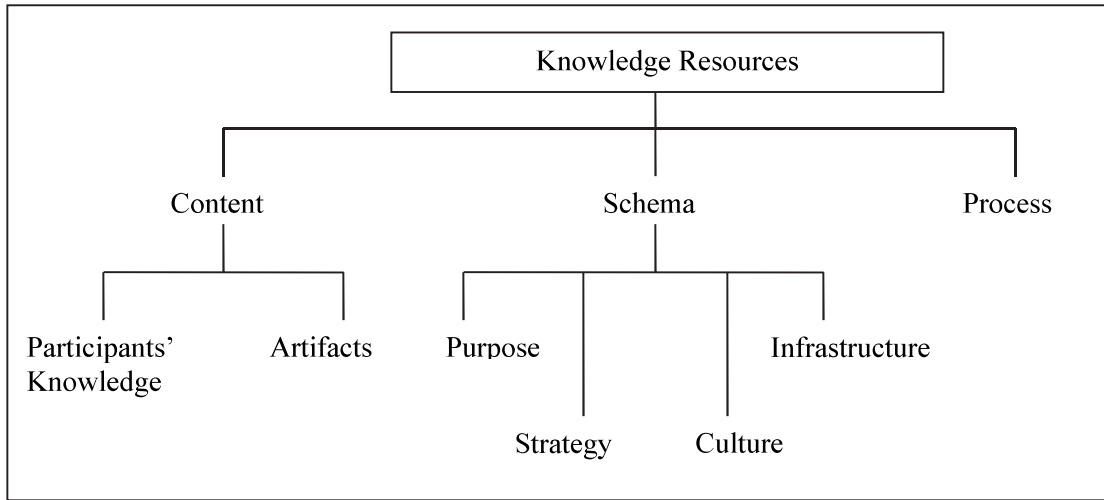 Knowledge Resources
Content
Schema
Process
Participants’
Knowledge
Artifacts
Purpose
Infrastructure
Strategy
Culture